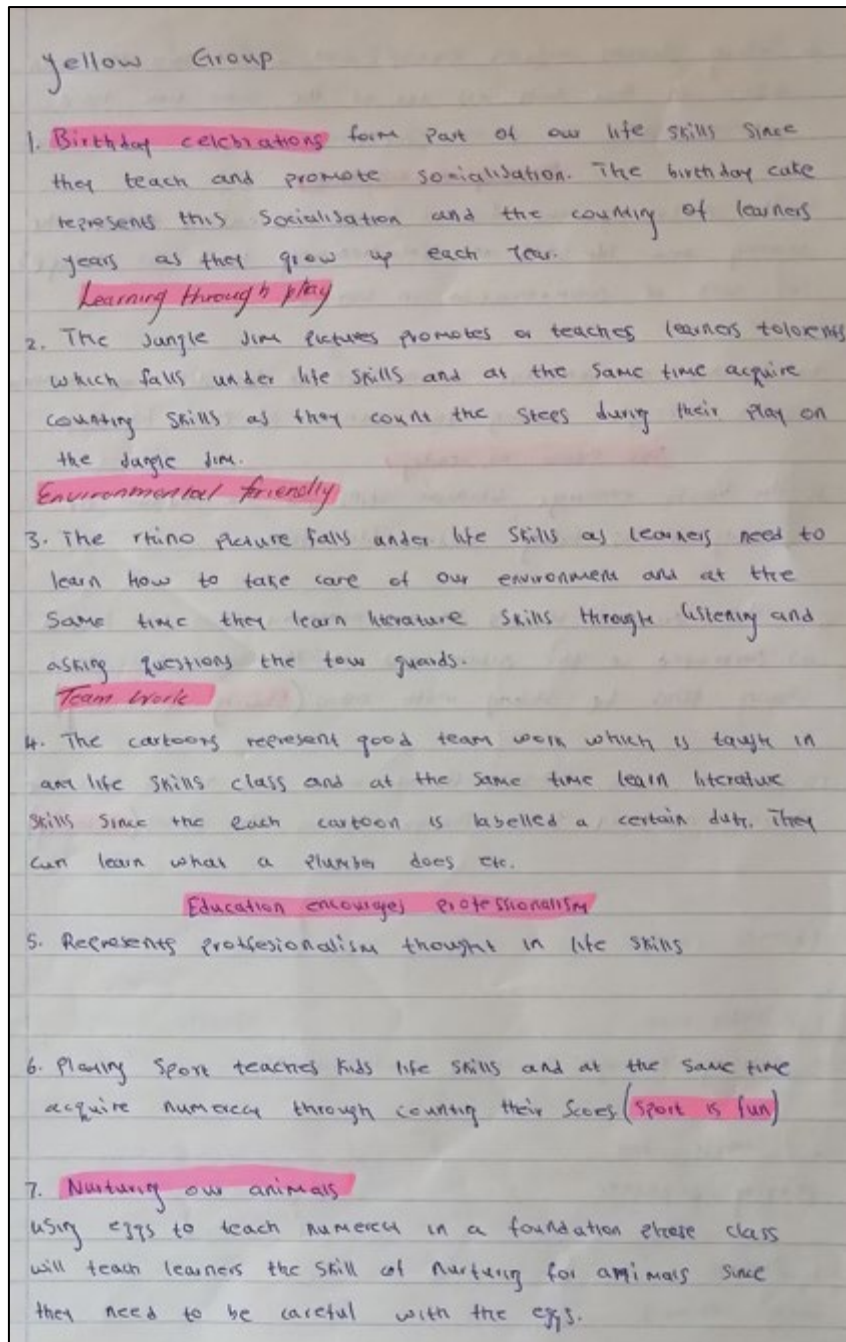 Yellow Group
1. Birthday celebrations form part of our life skills since
they teach and promote socialisation. The birthday cake
represents this socialisation and the counting of learners
years as they grow up each year.
Learning through play
2. The Jungle Jim pictures promotes or teaches learners tolorents
which falls under life skills and at the same time acquire
counting skills as they count the steps during their play on
the Jungle Jim.
Environmental friendly
3. The rhino picture falls under life skills as learners need to
learn how to take care of our environment and at the
same time they learn literature skills through listening and
asking questions the tow guards.
Team Work
4. The cartoons represent good team work which is taugh in
am life skills class and at the same time learn literature
skills since the each cartoon is labelled a certain duty. They
can learn what a plumber does etc.
Education encourages professionalism
5. Represents proffesionalism thought in life skills
6. Playing sport teaches kids life skills and at the same time
acquire numeracy through counting their scores (sport is fun)
7. Nurturing our animals
using eggs to teach numeracy in a foundation phase class
will teach learners the skill of nurturing for animals since
they need to be careful with the eggs.